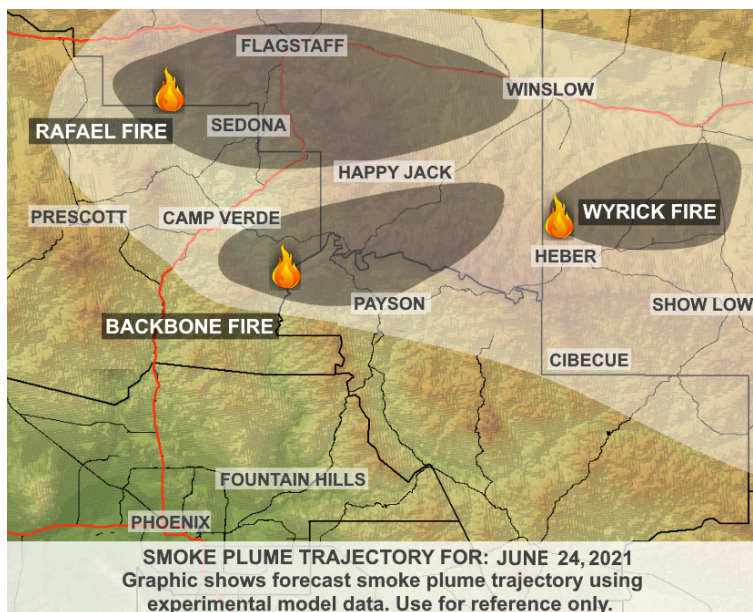 FLAGSTAFF
WINSLOW
RAFAEL FIRE
SEDONA
HAPPY JACK
PRESCOTT
CAMP VERDE
WYRICK FIRE
HEBER
PAYSON
SHOW LOW
BACKBONE FIRE
CIBECUE
FOUNTAIN HILLS
PHOENIX
SMOKE PLUME TRAJECTORY FOR: JUNE 24, 2021
Graphic shows forecast smoke plume trajectory using
experimental model data. Use for reference only.